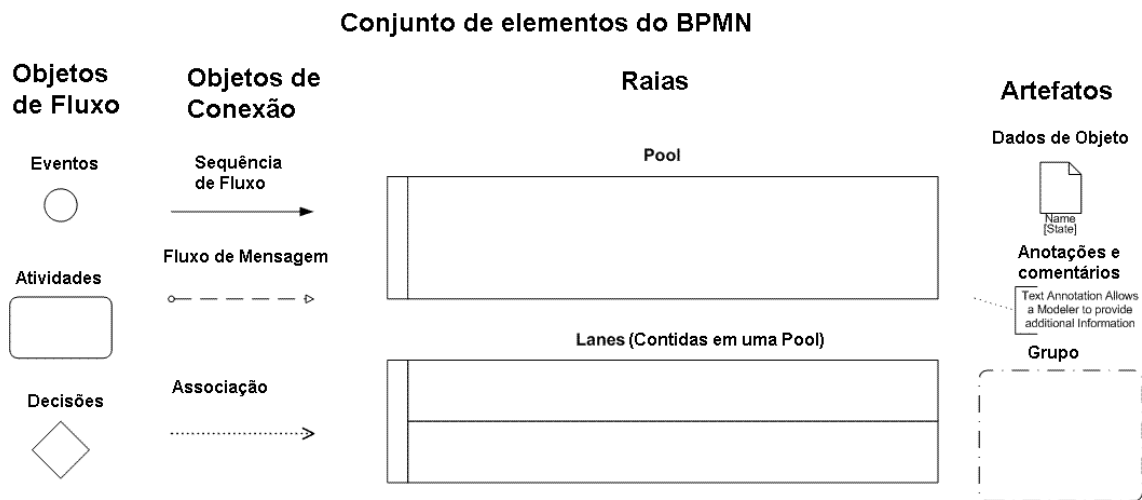 Conjunto de elementos do BPMN
Objetos
de Fluxo
Eventos
Atividades
Decisões
Objetos de
Conexão
Sequência
de Fluxo
Fluxo de Mensagem
Associação
Raias
Pool
Lanes (Contidas em uma Pool)
Artefatos
Dados de Objeto
Name
[State]
Anotações e
comentários
Text Annotation Allows
a Modeler to provide
additional Information
Grupo